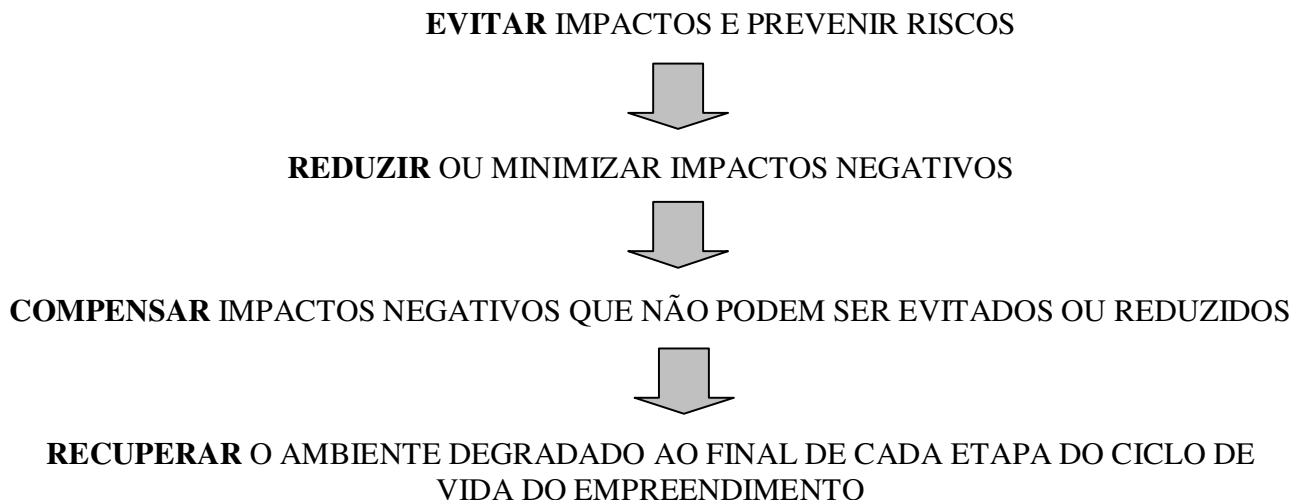 EVITAR IMPACTOS E PREVENIR RISCOS
REDUZIR OU MINIMIZAR IMPACTOS NEGATIVOS
COMPENSAR IMPACTOS NEGATIVOS QUE NÃO PODEM SER EVITADOS OU REDUZIDOS
RECUPERAR O AMBIENTE DEGRADADO AO FINAL DE CADA ETAPA DO CICLO DE
VIDA DO EMPREENDIMENTO